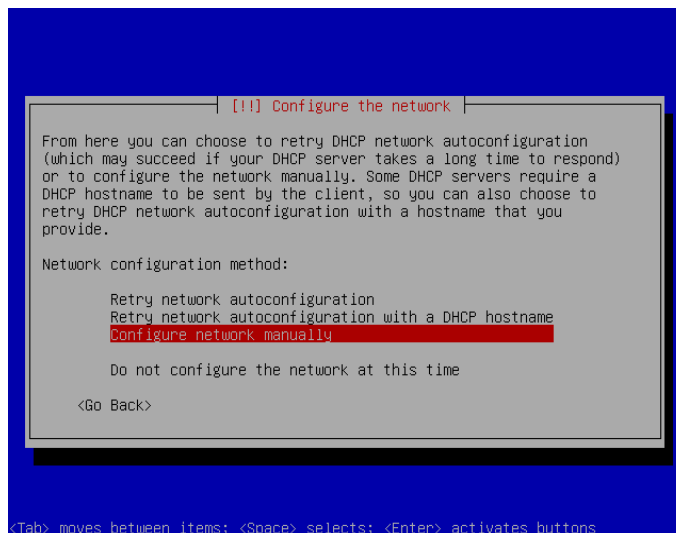 [!!] Configure the network
From here you can choose to retry DHCP network autoconfiguration
(which may succeed if your DHCP server takes a long time to respond)
or to configure the network manually. Some DHCP servers require a
DHCP hostname to be sent by the client, so you can also choose to
retry DHCP network autoconfiguration with a hostname that you
provide.
Network configuration method:
Retry network autoconfiguration
Retry network autoconfiguration with a DHCP hostname
Configure network manually
Do not configure the network at this time
<Go Back>
<Tab> moves between items; <Space> selects; <Enter> activates buttons